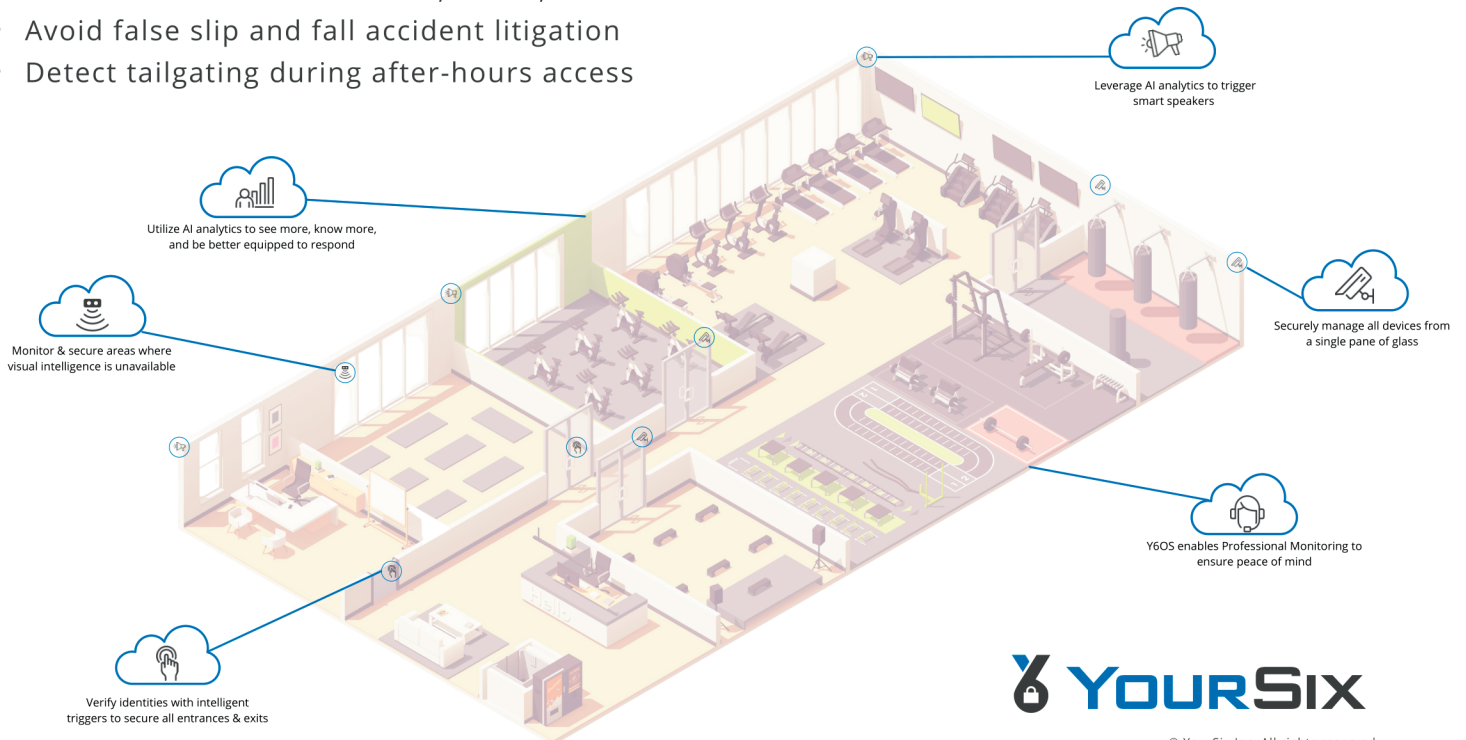 Avoid false slip and fall accident litigation
Detect tailgating during after-hours access
Leverage AI analytics to trigger
smart speakers
Utilize AI analytics to see more, know more,
and be better equipped to respond
Monitor & secure areas where
visual intelligence is unavailable
Securely manage all devices from
a single pane of glass
Y6OS enables Professional Monitoring to
ensure peace of mind
Verify identities with intelligent
triggers to secure all entrances & exits
YOURSIX